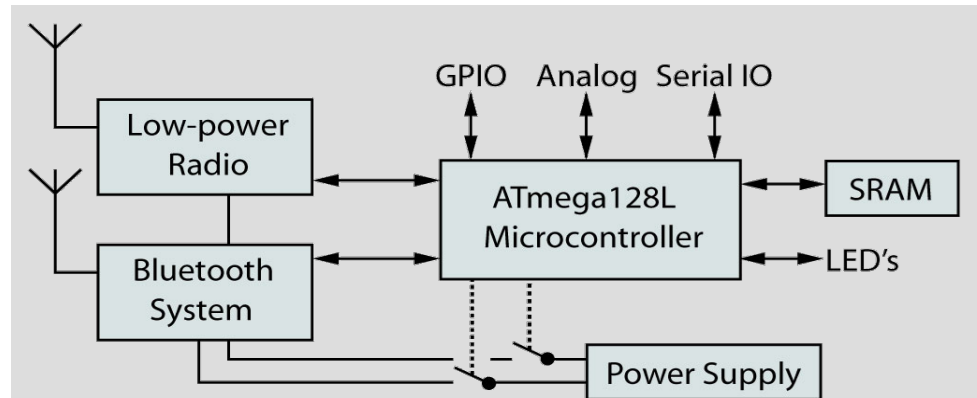 GPIO Analog Serial IO
Low-power
Radio
ATmega128L
Microcontroller
SRAM
LED's
Bluetooth
System
Power Supply